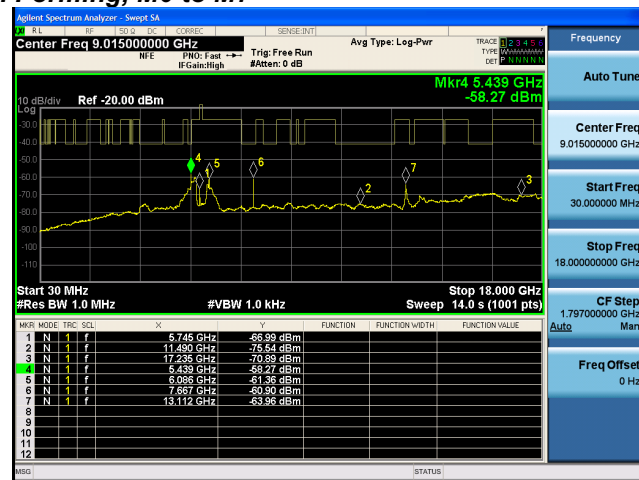 Forming, M0 to M7
Agilent Spectrum Analyzer - Swept SA
RL RF 50 Ω DC CORREC SENSE:INT
Center Freq 9.015000000 GHz
NFE
PNO: Fast
IFGain:High
Trig: Free Run
#Atten: 0 dB
Avg Type: Log-Pwr
TRACE 1 2 3 4 5 6
TYPE
DET P N N N N N
Mkr4 5.439 GHz
-58.27 dBm
10 dB/div Ref -20.00 dBm
Log
-30.0
-40.0
-50.0
-60.0
-70.0
-80.0
-90.0
-100
-110
4
5
6
7
2
3
1
Start 30 MHz
Stop 18.000 GHz
#Res BW 1.0 MHz #VBW 1.0 kHz Sweep 14.0 s (1001 pts)
MKR MODE TRC SCL X Y FUNCTION FUNCTION WIDTH FUNCTION VALUE
1 N 1 f 5.745 GHz -66.99 dBm
2 N 1 f 11.490 GHz -75.54 dBm
3 N 1 f 17.235 GHz -70.89 dBm
4 N 1 f 5.439 GHz -58.27 dBm
5 N 1 f 6.086 GHz -61.36 dBm
6 N 1 f 7.667 GHz -60.90 dBm
7 N 1 f 13.112 GHz -63.96 dBm
8
9
10
11
12
MSG STATUS
Frequency
Auto Tune
Center Freq
9.015000000 GHz
Start Freq
30.000000 MHz
Stop Freq
18.000000000 GHz
CF Step
1.797000000 GHz
Auto Man
Freq Offset
0 Hz